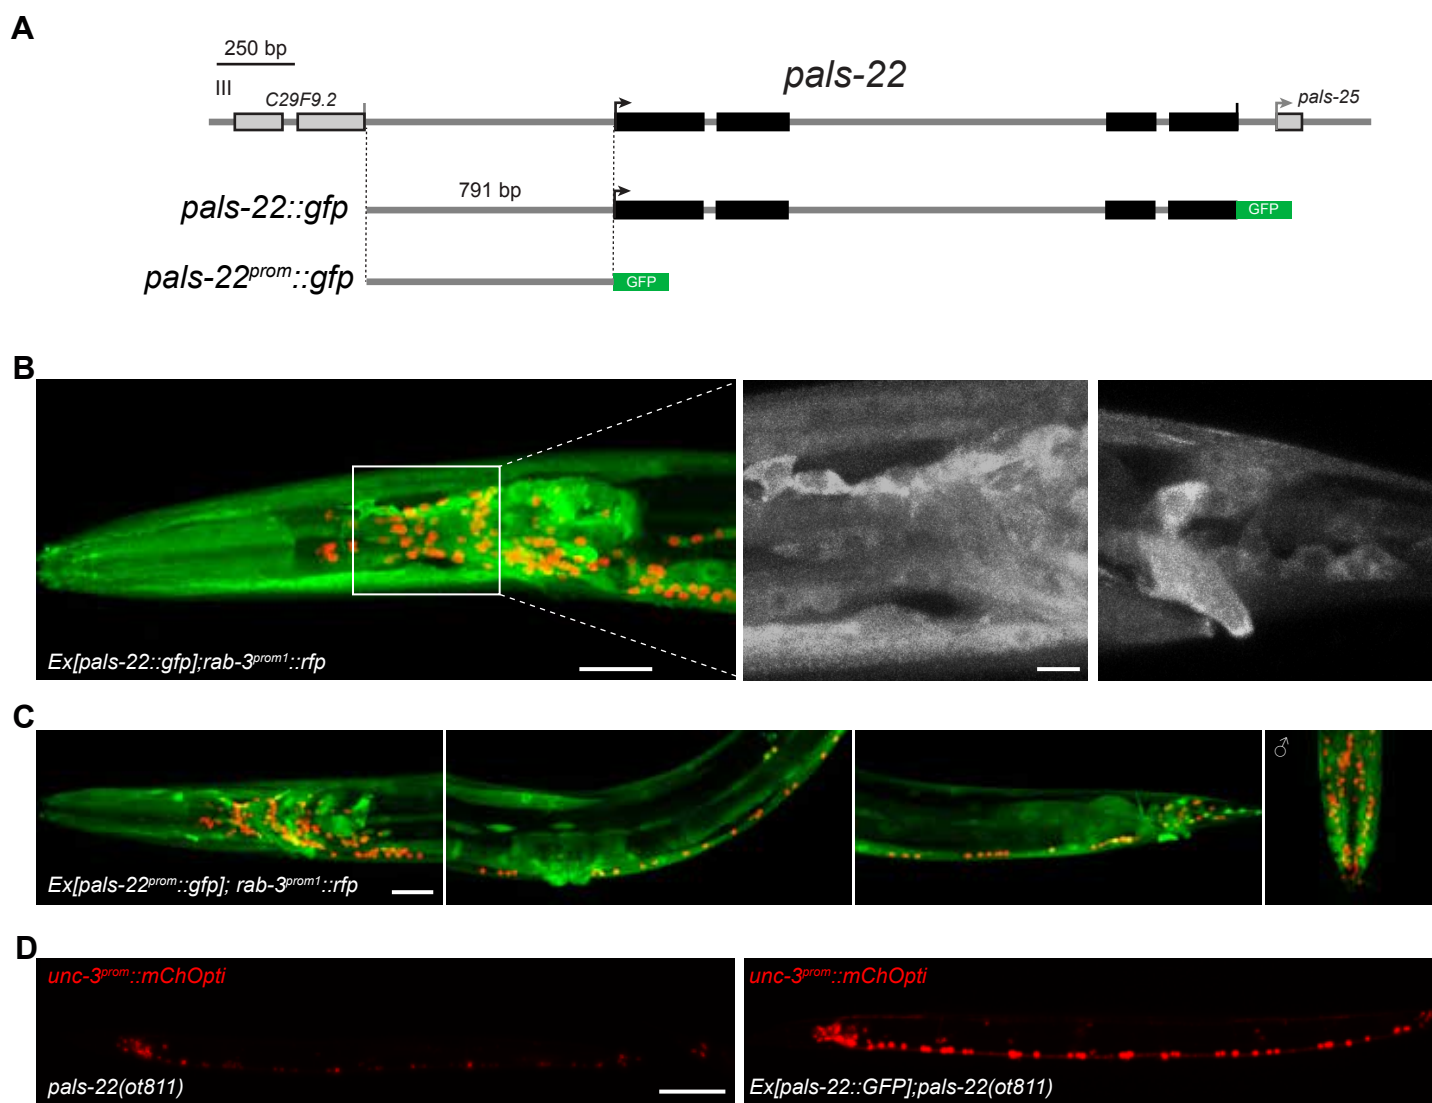 A
250 bp
III
C29F9.2
pals-22
pals-25
pals-22::gfp
791 bp
GFP
pals-22prom::gfp
GFP
B
Ex[pals-22::gfp];rab-3prom1::rfp
C
♂
Ex[pals-22prom::gfp]; rab-3prom1::rfp
D
unc-3prom::mChOpti
unc-3prom::mChOpti
pals-22(ot811)
Ex[pals-22::GFP];pals-22(ot811)